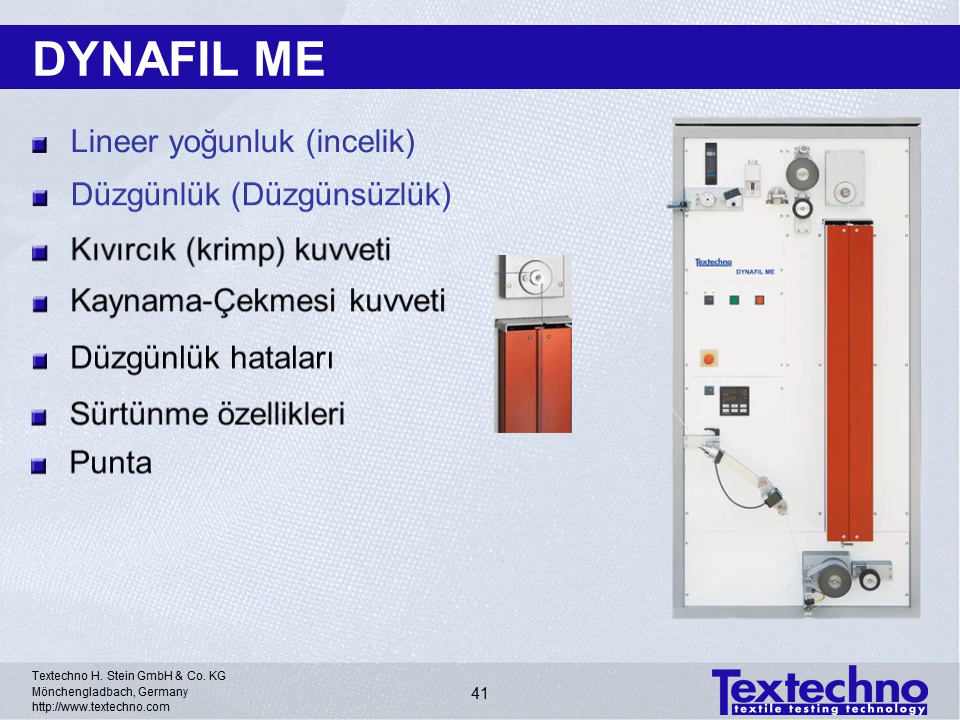 DYNAFIL ME
Lineer yoğunluk (incelik)
Düzgünlük (Düzgünsüzlük)
Kıvırcık (krimp) kuvveti
Kaynama-Çekmesi kuvveti
Düzgünlük hataları
Sürtünme özellikleri
Punta
Textechno
DYNAFIL ME
Textechno H. Stein GmbH & Co. KG
Mönchengladbach, Germany
http://www.textechno.com
41
Textechno
textile testing technology